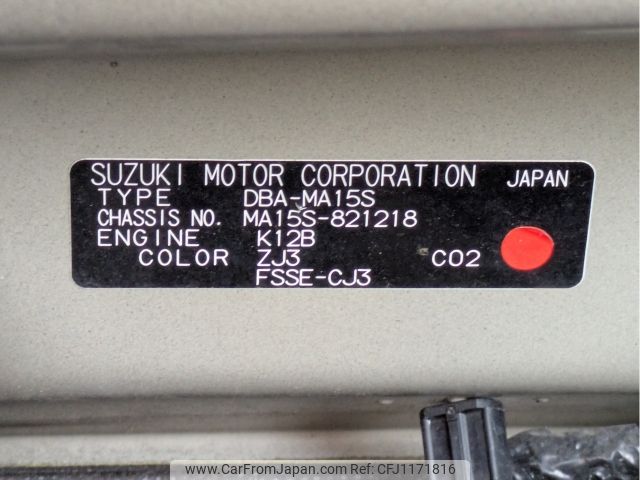 SUZUKI MOTOR CORPORATION JAPAN
TYPE DBA-MA15S
CHASSIS NO. MA15S-821218
ENGINE K12B
COLOR ZJ3 C02
FSSE-CJ3
www.CarFromJapan.com CFJ1171816